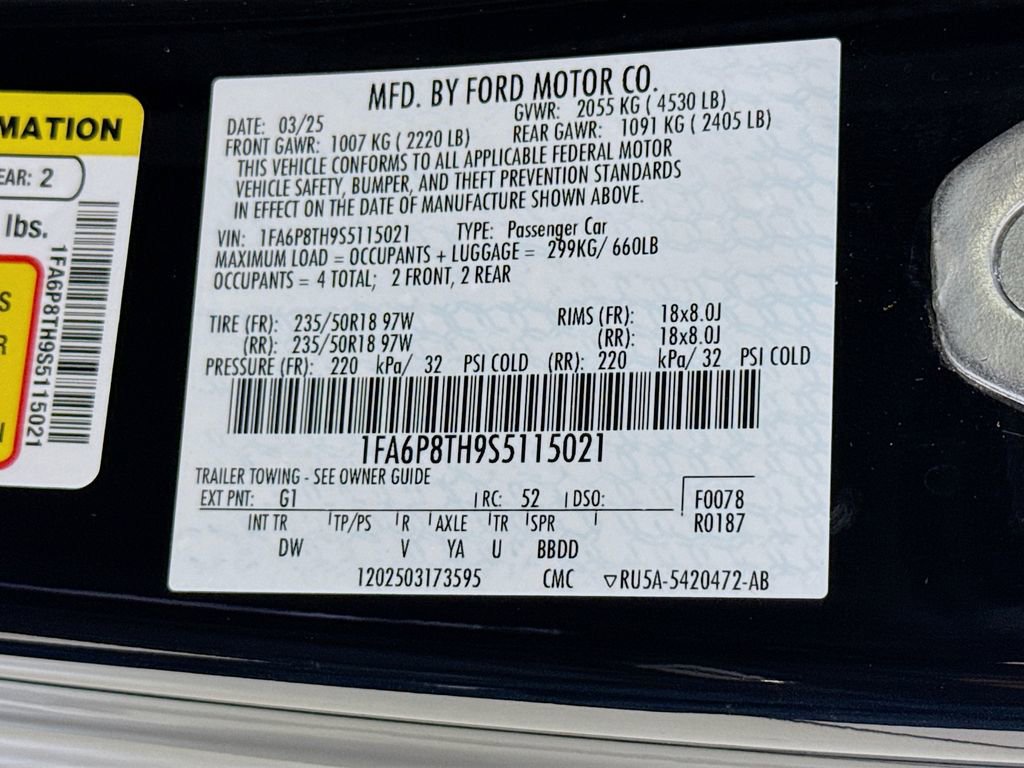 MATION
EAR: 2
lbs.
1FA6P8TH9S5115021
S
R
MFD. BY FORD MOTOR CO.
DATE: 03/25 GVWR: 2055 KG ( 4530 LB)
FRONT GAWR: 1007 KG ( 2220 LB) REAR GAWR: 1091 KG ( 2405 LB)
THIS VEHICLE CONFORMS TO ALL APPLICABLE FEDERAL MOTOR
VEHICLE SAFETY, BUMPER, AND THEFT PREVENTION STANDARDS
IN EFFECT ON THE DATE OF MANUFACTURE SHOWN ABOVE.
VIN: 1FA6P8TH9S5115021 TYPE: Passenger Car
MAXIMUM LOAD = OCCUPANTS + LUGGAGE = 299KG/ 660LB
OCCUPANTS = 4 TOTAL; 2 FRONT, 2 REAR
TIRE (FR): 235/50R18 97W RIMS (FR): 18x8.0J
(RR): 235/50R18 97W (RR): 18x8.0J
PRESSURE (FR): 220 kPa/ 32 PSI COLD (RR): 220 kPa/ 32 PSI COLD
1FA6P8TH9S5115021
TRAILER TOWING - SEE OWNER GUIDE
EXT PNT: G1 RC: 52 DSO: F0078
INT TR TP/PS R AXLE TR SPR R0187
DW V YA U BBDD
1202503173595 CMC ▽RU5A-5420472-AB